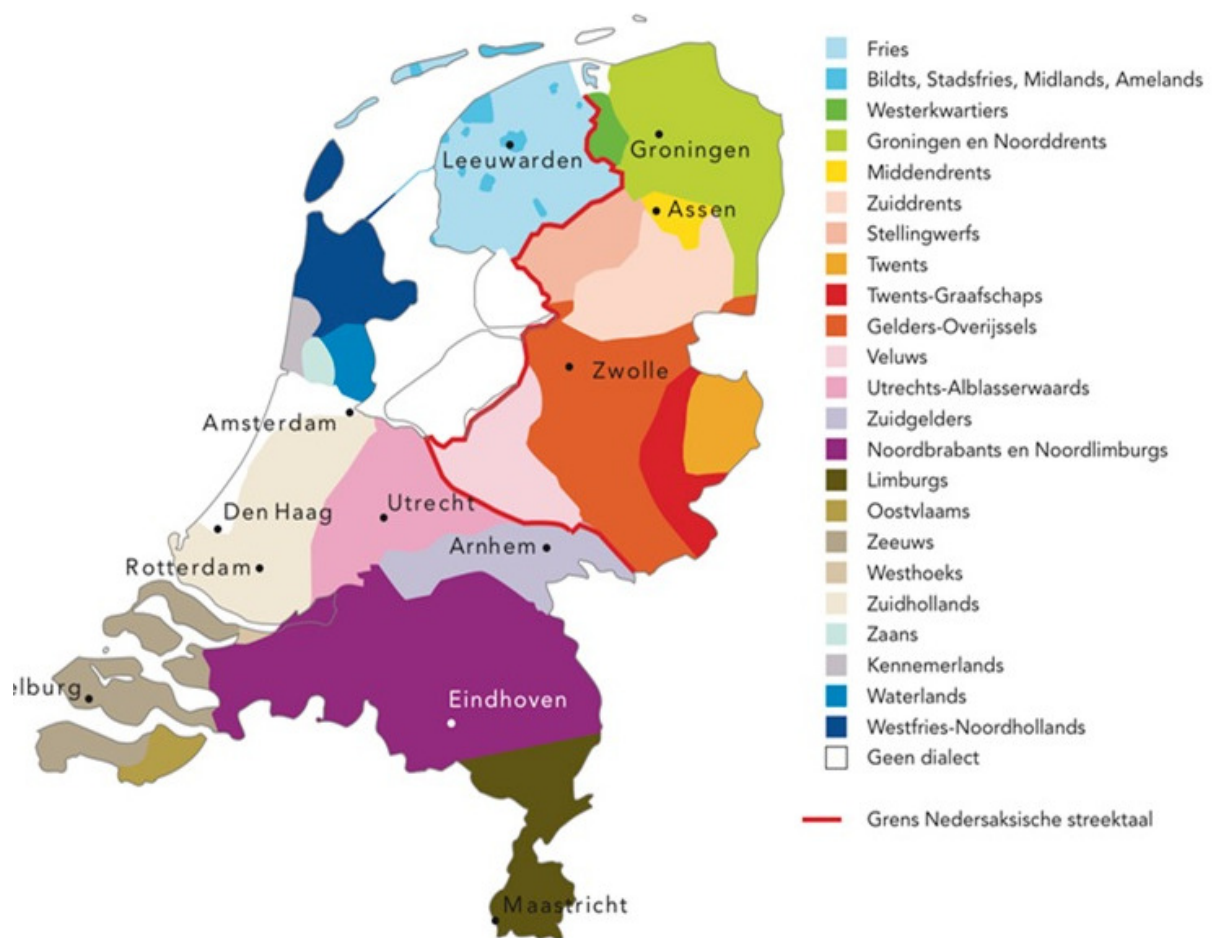 Leeuwarden
Groningen
Assen
Zwolle
Amsterdam
Utrecht
Den Haag
Arnhem
Rotterdam
elburg
Eindhoven
Maastricht
Fries
Bildts, Stadsfries, Midlands, Amelands
Westerkwartiers
Groningen en Noorddrents
Middendrents
Zuiddrents
Stellingwerfs
Twents
Twents-Graafschaps
Gelders-Overijssels
Veluws
Utrechts-Alblasserwaards
Zuidgelders
Noordbrabants en Noordlimburgs
Limburgs
Oostvlaams
Zeeuws
Westhoeks
Zuidhollands
Zaans
Kennemerlands
Waterlands
Westfries-Noordhollands
Geen dialect
Grens Nedersaksische streektaal